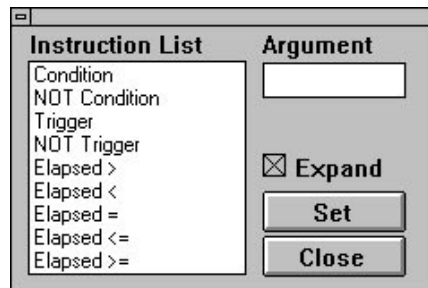 Instruction List
Condition
NOT Condition
Trigger
NOT Trigger
Elapsed >
Elapsed <
Elapsed =
Elapsed <=
Elapsed >=
Argument
Expand
Set
Close